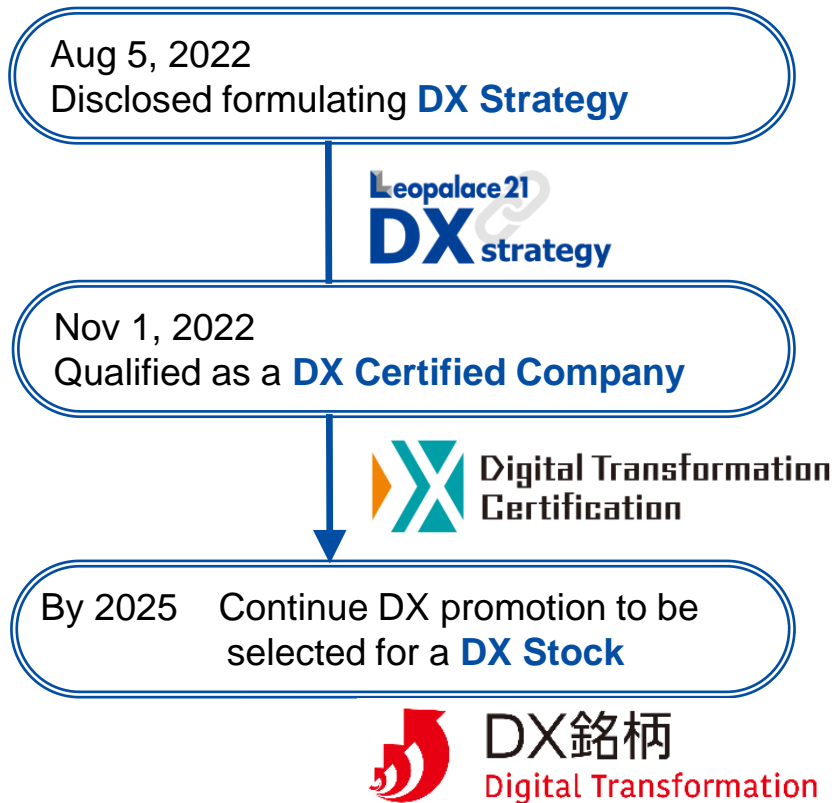 Aug 5, 2022
Disclosed formulating DX Strategy
Leopalace21
DX strategy
Nov 1, 2022
Qualified as a DX Certified Company
Digital Transformation
Certification
By 2025 Continue DX promotion to be
selected for a DX Stock
DX銘柄
Digital Transformation